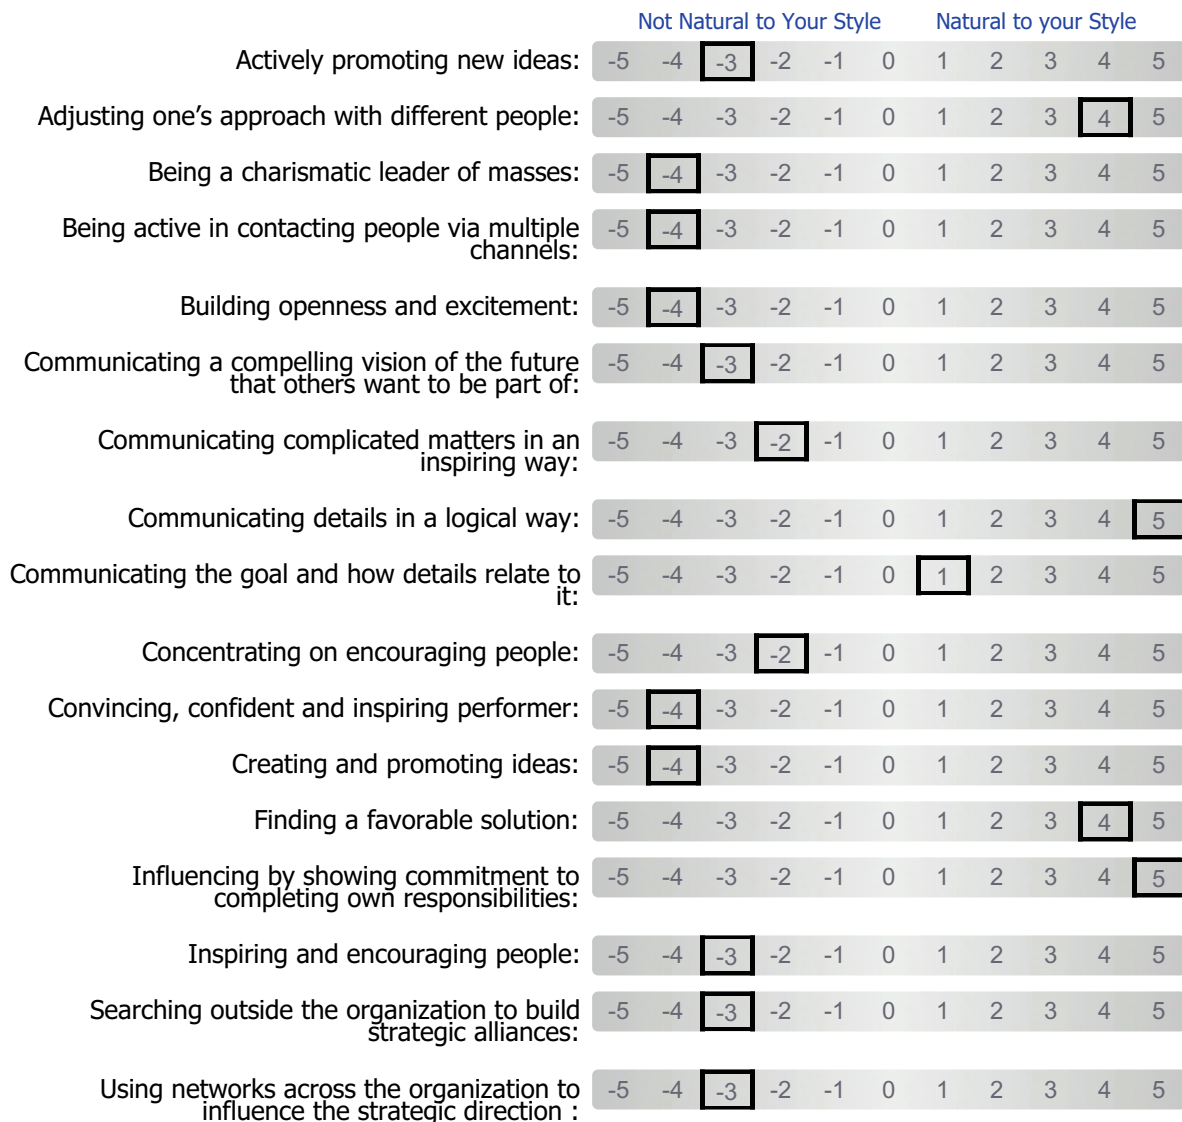 Not Natural to Your Style Natural to your Style
Actively promoting new ideas: -5 -4 -3 -2 -1 0 1 2 3 4 5
Adjusting one’s approach with different people: -5 -4 -3 -2 -1 0 1 2 3 4 5
Being a charismatic leader of masses: -5 -4 -3 -2 -1 0 1 2 3 4 5
Being active in contacting people via multiple -5 -4 -3 -2 -1 0 1 2 3 4 5
channels:
Building openness and excitement: -5 -4 -3 -2 -1 0 1 2 3 4 5
Communicating a compelling vision of the future -5 -4 -3 -2 -1 0 1 2 3 4 5
that others want to be part of:
Communicating complicated matters in an -5 -4 -3 -2 -1 0 1 2 3 4 5
inspiring way:
Communicating details in a logical way: -5 -4 -3 -2 -1 0 1 2 3 4 5
Communicating the goal and how details relate to -5 -4 -3 -2 -1 0 1 2 3 4 5
it:
Concentrating on encouraging people: -5 -4 -3 -2 -1 0 1 2 3 4 5
Convincing, confident and inspiring performer: -5 -4 -3 -2 -1 0 1 2 3 4 5
Creating and promoting ideas: -5 -4 -3 -2 -1 0 1 2 3 4 5
Finding a favorable solution: -5 -4 -3 -2 -1 0 1 2 3 4 5
Influencing by showing commitment to -5 -4 -3 -2 -1 0 1 2 3 4 5
completing own responsibilities:
Inspiring and encouraging people: -5 -4 -3 -2 -1 0 1 2 3 4 5
Searching outside the organization to build -5 -4 -3 -2 -1 0 1 2 3 4 5
strategic alliances:
Using networks across the organization to -5 -4 -3 -2 -1 0 1 2 3 4 5
influence the strategic direction :